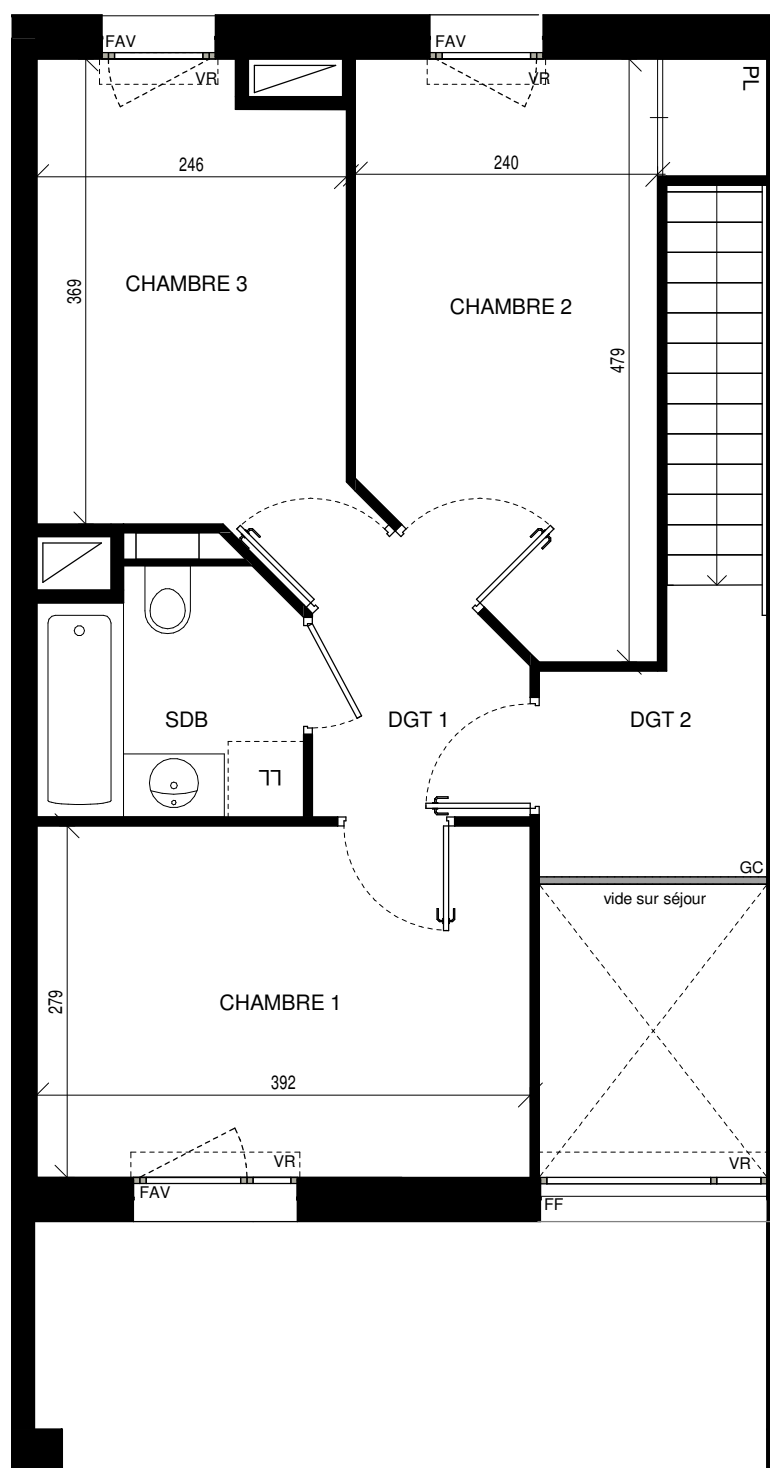 FAV
VR
FAV
VR
PL
246
240
369
CHAMBRE 3
CHAMBRE 2
479
SDB
DGT 1
DGT 2
LL
GC
vide sur séjour
279
CHAMBRE 1
392
VR
FAV
VR
FF